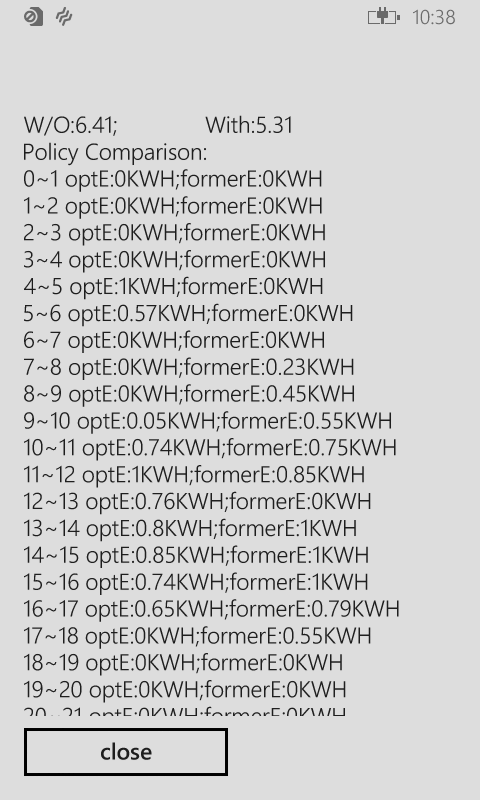 10:38
W/O:6.41; With:5.31
Policy Comparison:
0~1 optE:0KWH;formerE:0KWH
1~2 optE:0KWH;formerE:0KWH
2~3 optE:0KWH;formerE:0KWH
3~4 optE:0KWH;formerE:0KWH
4~5 optE:1KWH;formerE:0KWH
5~6 optE:0.57KWH;formerE:0KWH
6~7 optE:0KWH;formerE:0KWH
7~8 optE:0KWH;formerE:0.23KWH
8~9 optE:0KWH;formerE:0.45KWH
9~10 optE:0.05KWH;formerE:0.55KWH
10~11 optE:0.74KWH;formerE:0.75KWH
11~12 optE:1KWH;formerE:0.85KWH
12~13 optE:0.76KWH;formerE:0KWH
13~14 optE:0.8KWH;formerE:1KWH
14~15 optE:0.85KWH;formerE:1KWH
15~16 optE:0.74KWH;formerE:1KWH
16~17 optE:0.65KWH;formerE:0.79KWH
17~18 optE:0KWH;formerE:0.55KWH
18~19 optE:0KWH;formerE:0KWH
19~20 optE:0KWH;formerE:0KWH
20~21 optE:0KWH;formerE:0KWH
close